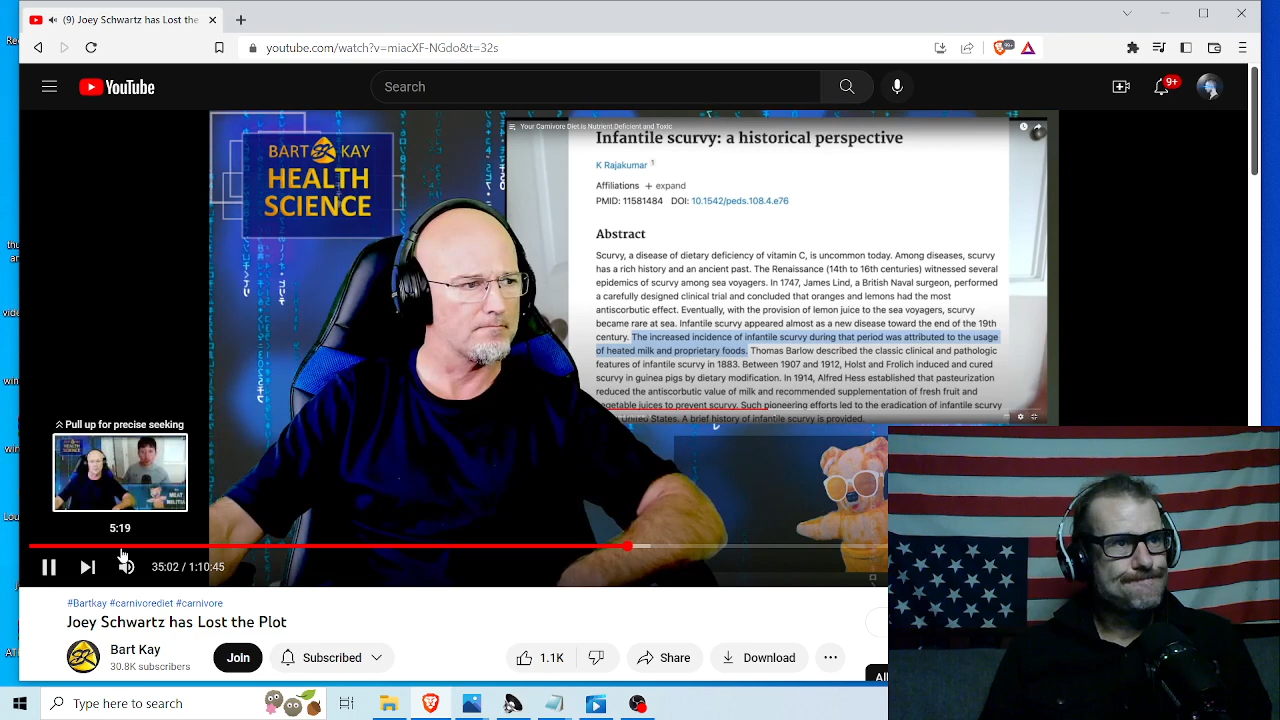 (9) Joey Schwartz has Lost the
youtube.com/watch?v=miacXF-NGdo&t=32s
99+
YouTube
Search
9+
Your Carnivore Diet is Nutrient Deficient and Toxic
BART KAY
HEALTH
SCIENCE
Infantile scurvy: a historical perspective
K Rajakumar 1
Affiliations + expand
PMID: 11581484 DOI: 10.1542/peds.108.4.e76
Abstract
Scurvy, a disease of dietary deficiency of vitamin C, is uncommon today. Among diseases, scurvy
has a rich history and an ancient past. The Renaissance (14th to 16th centuries) witnessed several
epidemics of scurvy among sea voyagers. In 1747, James Lind, a British Naval surgeon, performed
a carefully designed clinical trial and concluded that oranges and lemons had the most
antiscorbutic effect. Eventually, with the provision of lemon juice to the sea voyagers, scurvy
became rare at sea. Infantile scurvy appeared almost as a new disease toward the end of the 19th
century. The increased incidence of infantile scurvy during that period was attributed to the usage
of heated milk and proprietary foods. Thomas Barlow described the classic clinical and pathologic
features of infantile scurvy in 1883. Between 1907 and 1912, Holst and Frolich induced and cured
scurvy in guinea pigs by dietary modification. In 1914, Alfred Hess established that pasteurization
reduced the antiscorbutic value of milk and recommended supplementation of fresh fruit and
vegetable juices to prevent scurvy. Such pioneering efforts led to the eradication of infantile scurvy
United States. A brief history of infantile scurvy is provided.
Pull up for precise seeking
MEAT
MILITIA
5:19
35:02 / 1:10:45
#Bartkay #carnivorediet #carnivore
Joey Schwartz has Lost the Plot
Bart Kay
30.8K subscribers
Join
Subscribed
1.1K
Share
Download
All
Type here to search